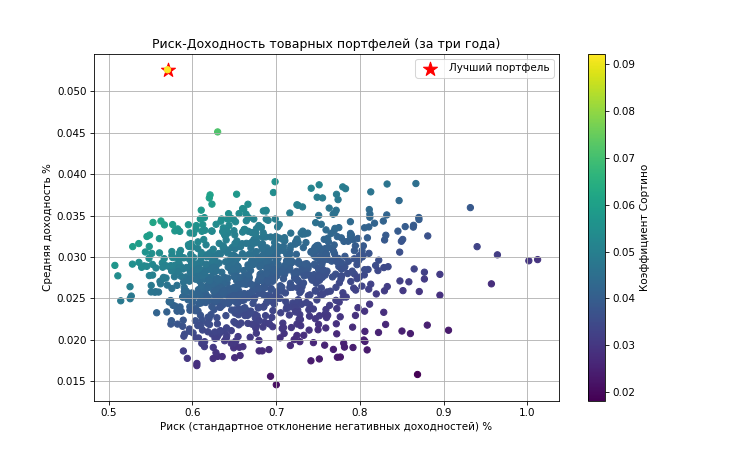 Риск-Доходность товарных портфелей (за три года)
Лучший портфель
Средняя доходность %
0.050
0.045
0.040
0.035
0.030
0.025
0.020
0.015
0.5 0.6 0.7 0.8 0.9 1.0
Риск (стандартное отклонение негативных доходностей) %
0.09
0.08
0.07
0.06
0.05
0.04
0.03
0.02
Коэффициент Сортино